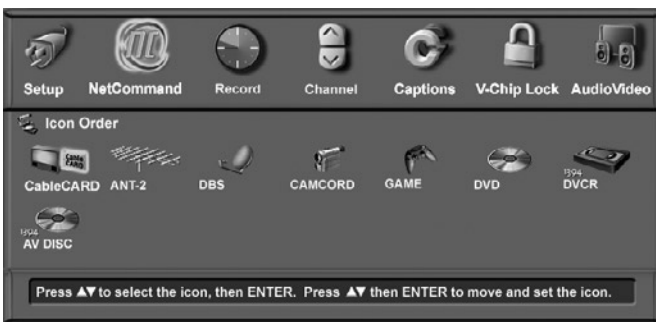 Setup NetCommand Record Channel Captions V-Chip Lock AudioVideo
Icon Order
Cable CARD
CableCARD ANT-2 DBS CAMCORD GAME DVD 1394 DVCR
1394
AV DISC
Press ▲▼ to select the icon, then ENTER. Press ▲▼ then ENTER to move and set the icon.